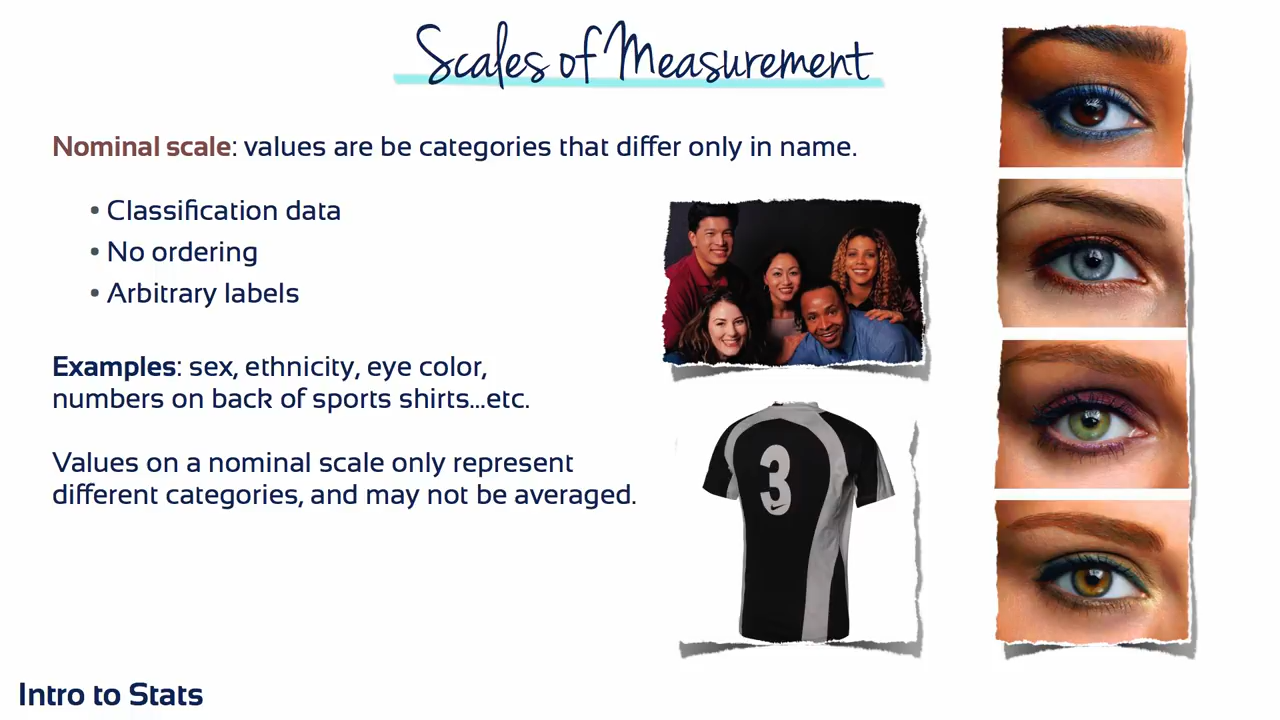 Scales of Measurement
Nominal scale: values are be categories that differ only in name.
• Classification data
• No ordering
• Arbitrary labels
Examples: sex, ethnicity, eye color,
numbers on back of sports shirts...etc.
3
Values on a nominal scale only represent
different categories, and may not be averaged.
Intro to Stats